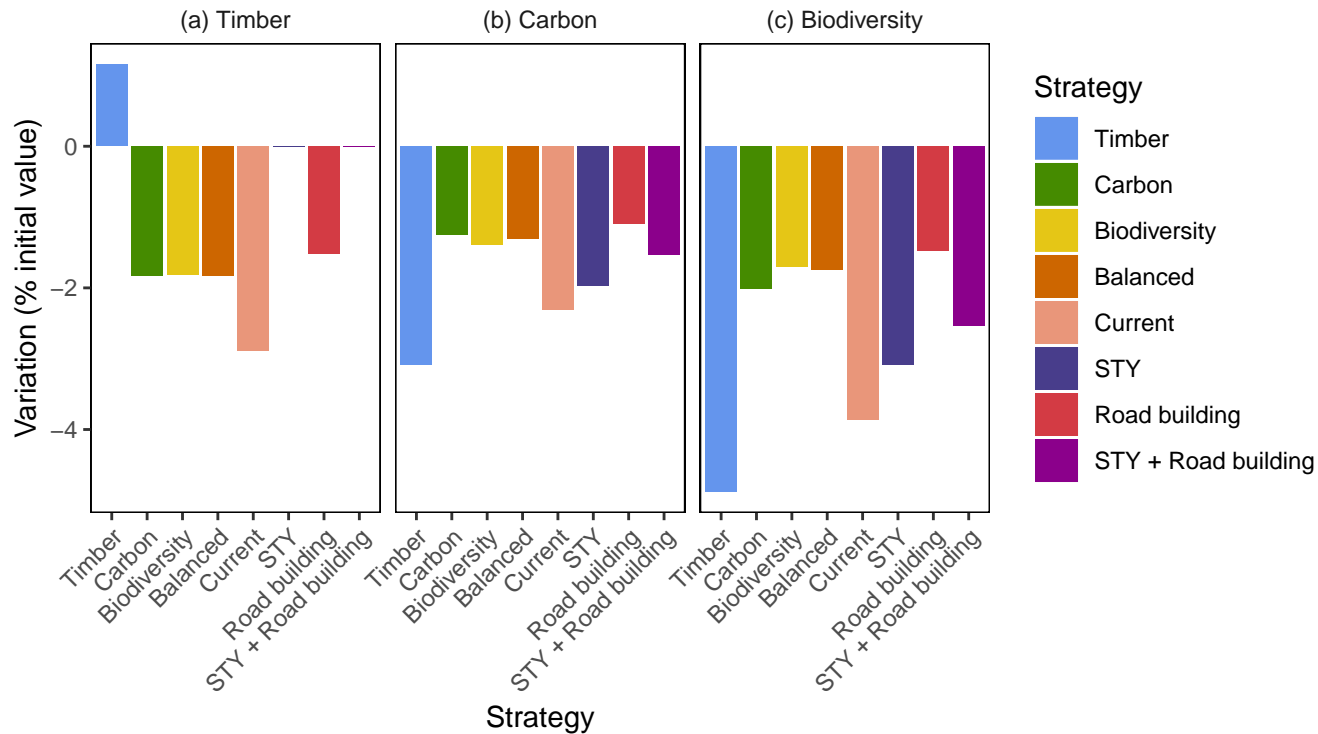 (a) Timber
(b) Carbon
(c) Biodiversity
Variation (% initial value)
0
−2
−4
Timber
Carbon
Biodiversity
Balanced
Current
STY
Road building
STY + Road building
Timber
Carbon
Biodiversity
Balanced
Current
STY
Road building
STY + Road building
Timber
Carbon
Biodiversity
Balanced
Current
STY
Road building
STY + Road building
Strategy
Strategy
Timber
Carbon
Biodiversity
Balanced
Current
STY
Road building
STY + Road building